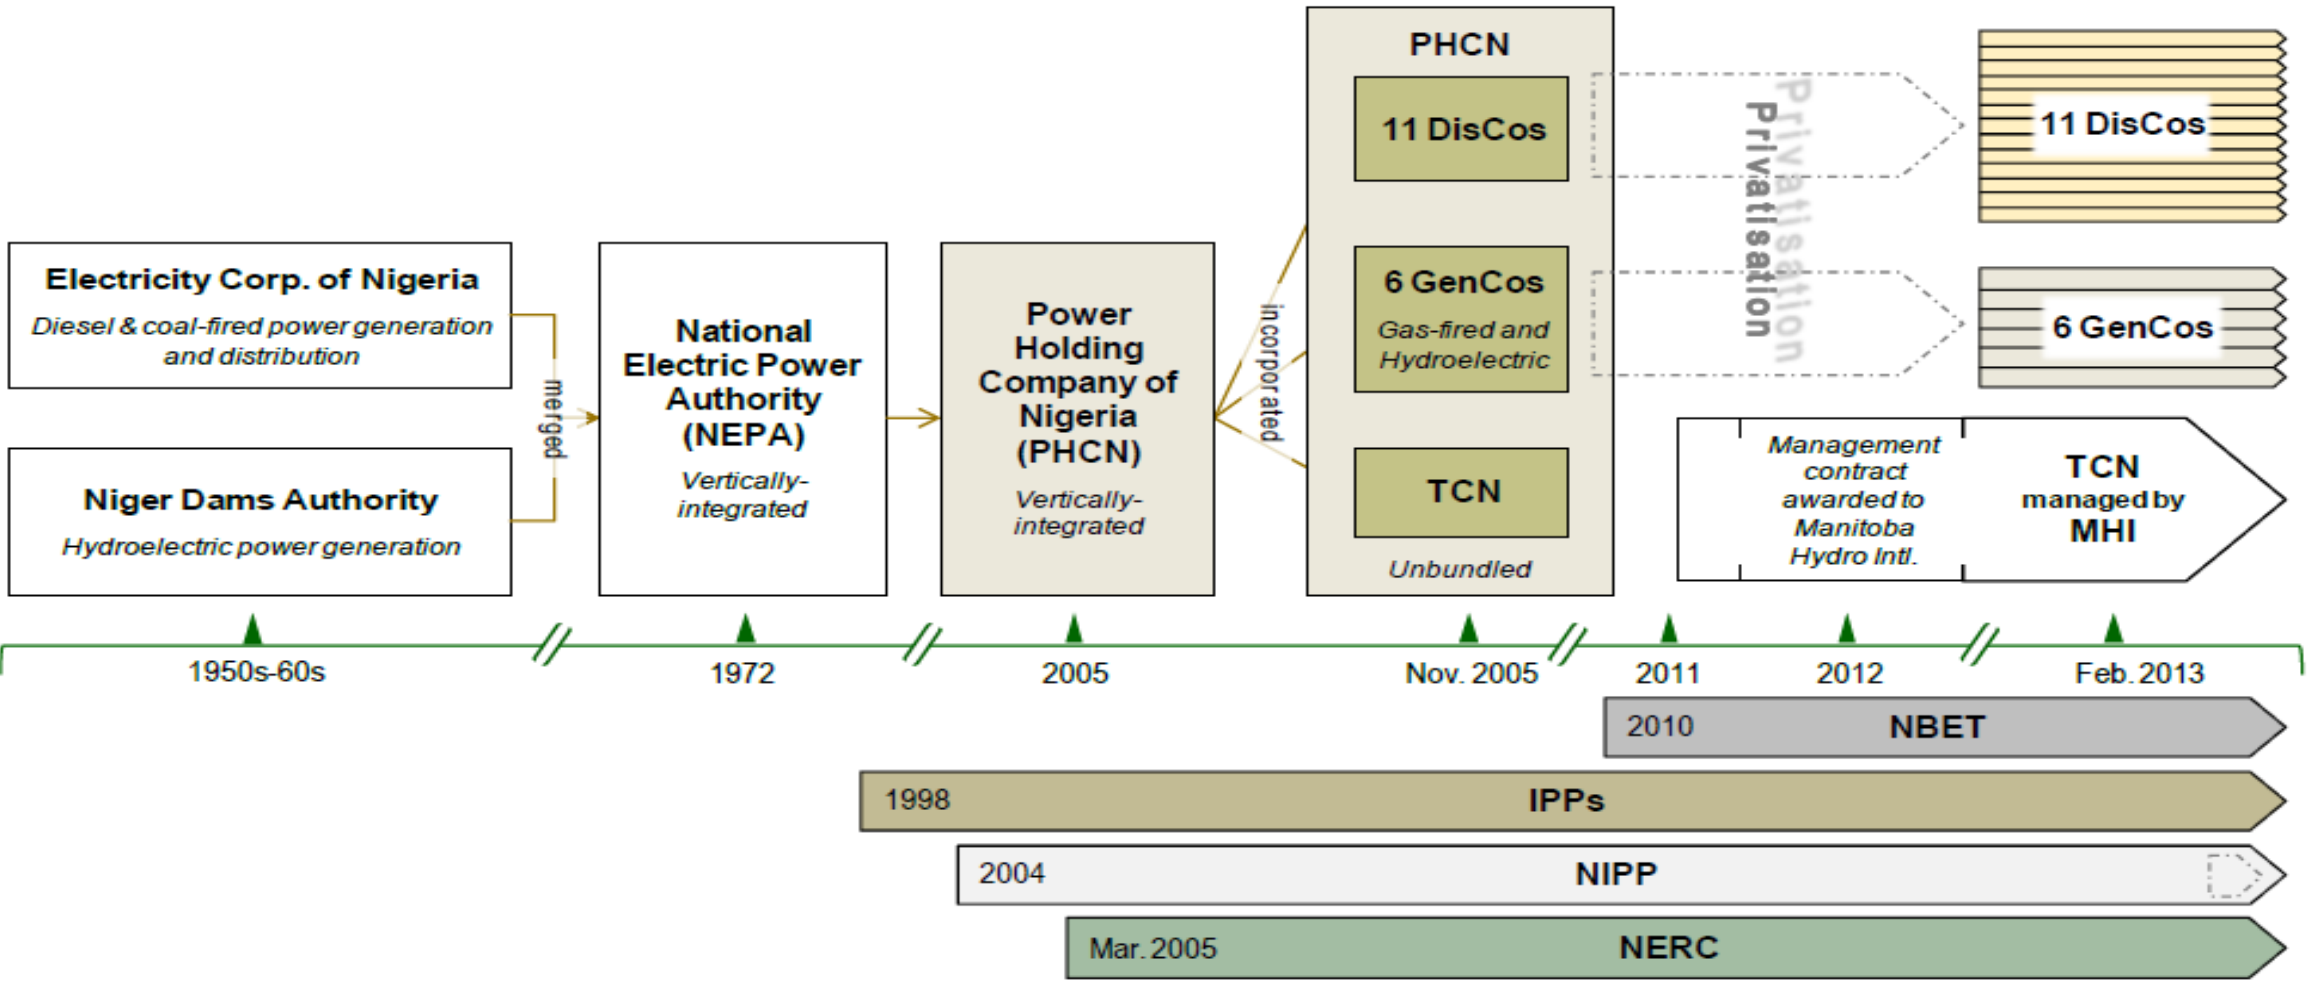 Electricity Corp. of Nigeria
Diesel & coal-fired power generation
and distribution
Niger Dams Authority
Hydroelectric power generation
merged
National
Electric Power
Authority
(NEPA)
Vertically-
integrated
Power
Holding
Company of
Nigeria
(PHCN)
Vertically-
integrated
incorporated
PHCN
11 DisCos
6 GenCos
Gas-fired and
Hydroelectric
TCN
Unbundled
Privatisation
Privatisation
11 DisCos
6 GenCos
Management
contract
awarded to
Manitoba
Hydro Intl.
TCN
managed by
MHI
1950s-60s
1972
2005
Nov. 2005
2011
2012
Feb. 2013
2010 NBET
1998 IPPs
2004 NIPP
Mar. 2005 NERC